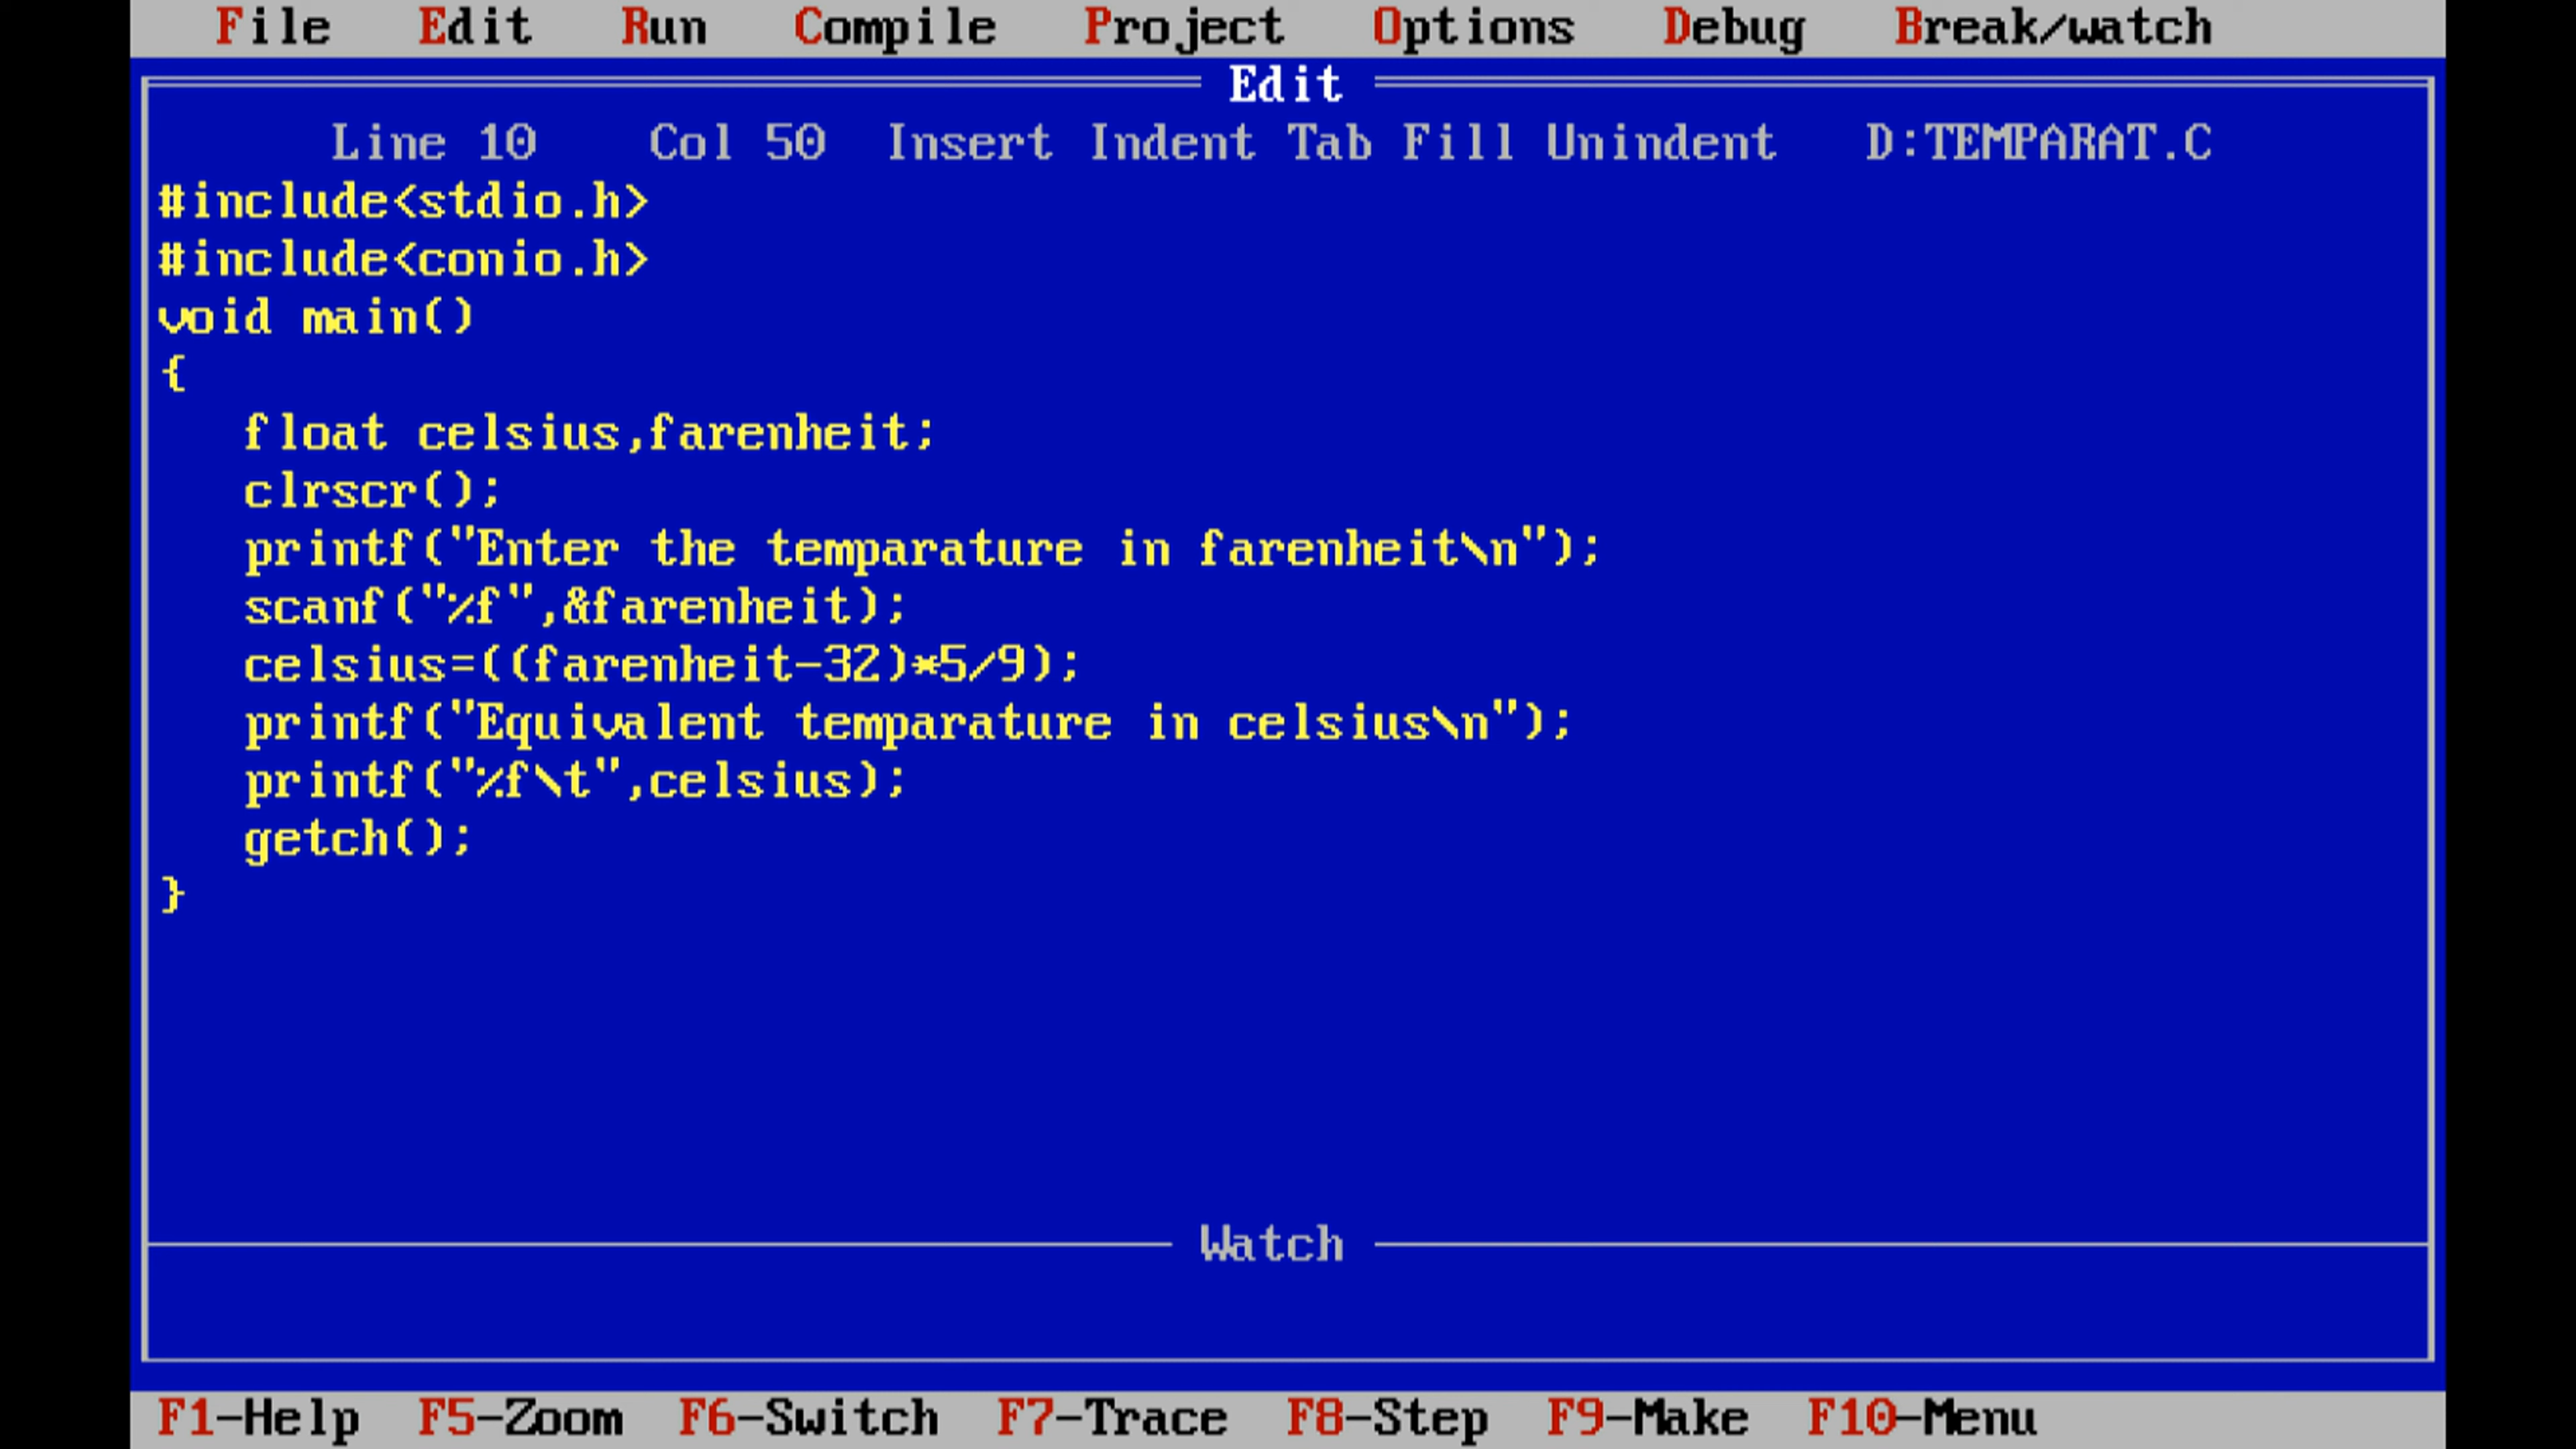 File Edit Run Compile Project Options Debug Break/watch
Edit
Line 10 Col 50 Insert Indent Tab Fill Unindent D:TEMPARAT.C
#include<stdio.h>
#include<conio.h>
void main()
{
float celsius,farenheit;
clrscr();
printf("Enter the temparature in farenheit\n");
scanf("%f",&farenheit);
celsius=((farenheit-32)*5/9);
printf("Equivalent temparature in celsius\n");
printf("%f\t",celsius);
getch();
}
Watch
F1-Help F5-Zoom F6-Switch F7-Trace F8-Step F9-Make F10-Menu